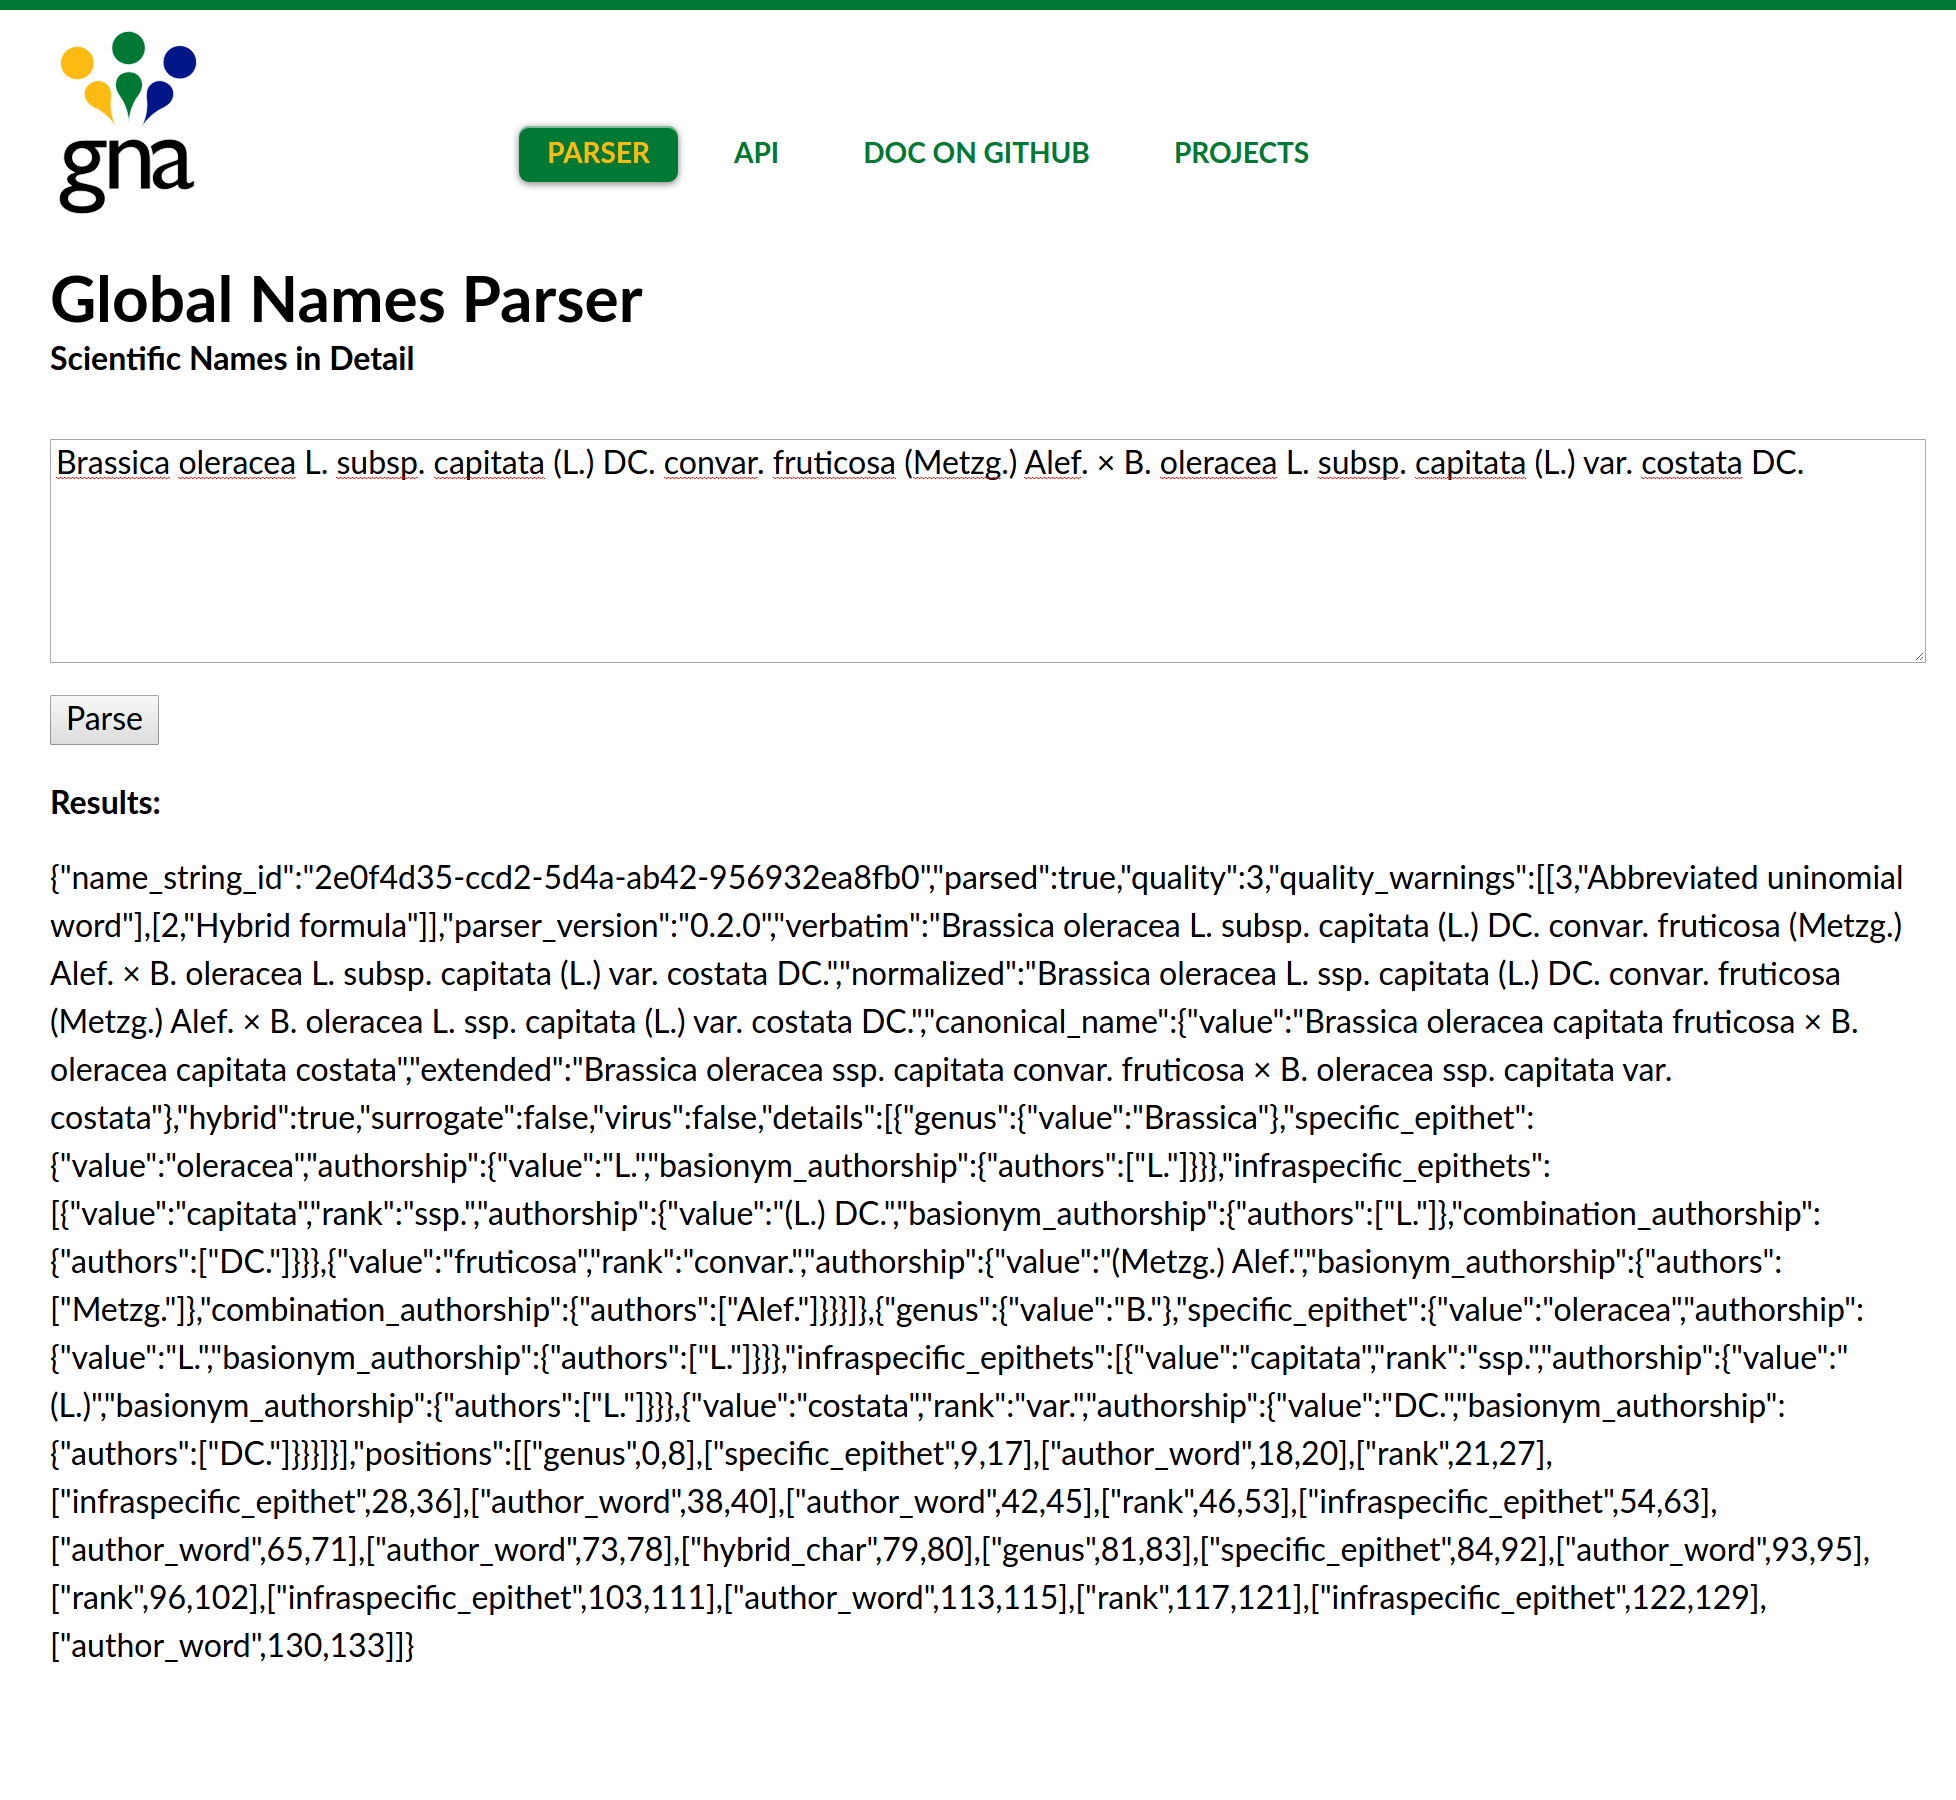 gna
PARSER
API
DOC ON GITHUB
PROJECTS
Global Names Parser
Scientific Names in Detail
Brassica oleracea L. subsp. capitata (L.) DC. convar. fruticosa (Metzg.) Alef. × B. oleracea L. subsp. capitata (L.) var. costata DC.
Parse
Results:
{"name_string_id":"2e0f4d35-ccd2-5d4a-ab42-956932ea8fb0","parsed":true,"quality":3,"quality_warnings":[[3,"Abbreviated uninomial
word"],[2,"Hybrid formula"]],"parser_version":"0.2.0","verbatim":"Brassica oleracea L. subsp. capitata (L.) DC. convar. fruticosa (Metzg.)
Alef. × B. oleracea L. subsp. capitata (L.) var. costata DC.","normalized":"Brassica oleracea L. ssp. capitata (L.) DC. convar. fruticosa
(Metzg.) Alef. × B. oleracea L. ssp. capitata (L.) var. costata DC.","canonical_name":{"value":"Brassica oleracea capitata fruticosa × B.
oleracea capitata costata","extended":"Brassica oleracea ssp. capitata convar. fruticosa × B. oleracea ssp. capitata var.
costata"},"hybrid":true,"surrogate":false,"virus":false,"details":[{"genus":{"value":"Brassica"},"specific_epithet":
{"value":"oleracea","authorship":{"value":"L.","basionym_authorship":{"authors":["L."]}}},"infraspecific_epithets":
[{"value":"capitata","rank":"ssp.","authorship":{"value":"(L.) DC.","basionym_authorship":{"authors":["L."]},"combination_authorship":
{"authors":["DC."]}}},{"value":"fruticosa","rank":"convar.","authorship":{"value":"(Metzg.) Alef.","basionym_authorship":{"authors":
["Metzg."]},"combination_authorship":{"authors":["Alef."]}}}]},{"genus":{"value":"B."},"specific_epithet":{"value":"oleracea","authorship":
{"value":"L.","basionym_authorship":{"authors":["L."]}}},"infraspecific_epithets":[{"value":"capitata","rank":"ssp.","authorship":{"value":"
(L.)","basionym_authorship":{"authors":["L."]}}},{"value":"costata","rank":"var.","authorship":{"value":"DC.","basionym_authorship":
{"authors":["DC."]}}}]}],"positions":[["genus",0,8],["specific_epithet",9,17],["author_word",18,20],["rank",21,27],
["infraspecific_epithet",28,36],["author_word",38,40],["author_word",42,45],["rank",46,53],["infraspecific_epithet",54,63],
["author_word",65,71],["author_word",73,78],["hybrid_char",79,80],["genus",81,83],["specific_epithet",84,92],["author_word",93,95],
["rank",96,102],["infraspecific_epithet",103,111],["author_word",113,115],["rank",117,121],["infraspecific_epithet",122,129],
["author_word",130,133]]}